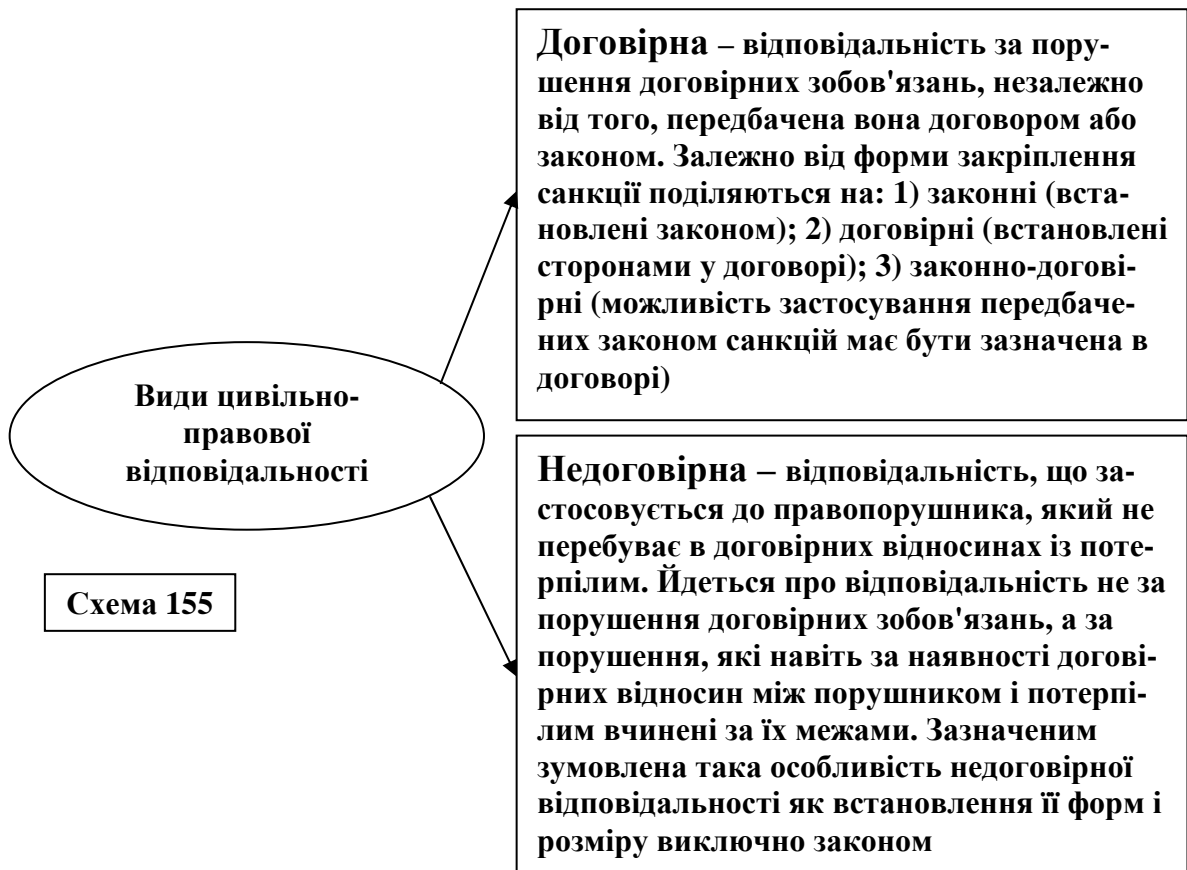 Договірна – відповідальність за пору-
шення договірних зобов'язань, незалежно
від того, передбачена вона договором або
законом. Залежно від форми закріплення
санкції поділяються на: 1) законні (вста-
новлені законом); 2) договірні (встановлені
сторонами у договорі); 3) законно-догові-
рні (можливість застосування передбаче-
них законом санкцій має бути зазначена в
договорі)
Види цивільно-
правової
відповідальності
Недоговірна – відповідальність, що за-
стосовується до правопорушника, який не
перебуває в договірних відносинах із поте-
рпілим. Йдеться про відповідальність не за
порушення договірних зобов'язань, а за
порушення, які навіть за наявності догові-
рних відносин між порушником і потерпі-
лим вчинені за їх межами. Зазначеним
зумовлена така особливість недоговірної
відповідальності як встановлення її форм і
розміру виключно законом
Схема 155